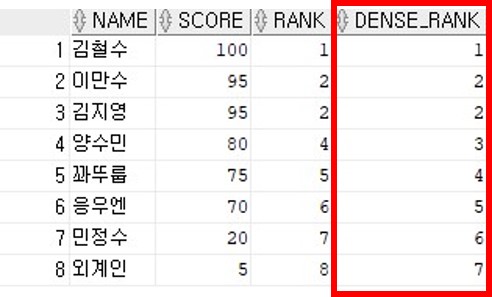 NAME SCORE RANK DENSE_RANK
1 김철수 100 1 1
2 이만수 95 2 2
3 김지영 95 2 2
4 양수민 80 4 3
5 꽈뚜룹 75 5 4
6 응우엔 70 6 5
7 민정수 20 7 6
8 외계인 5 8 7